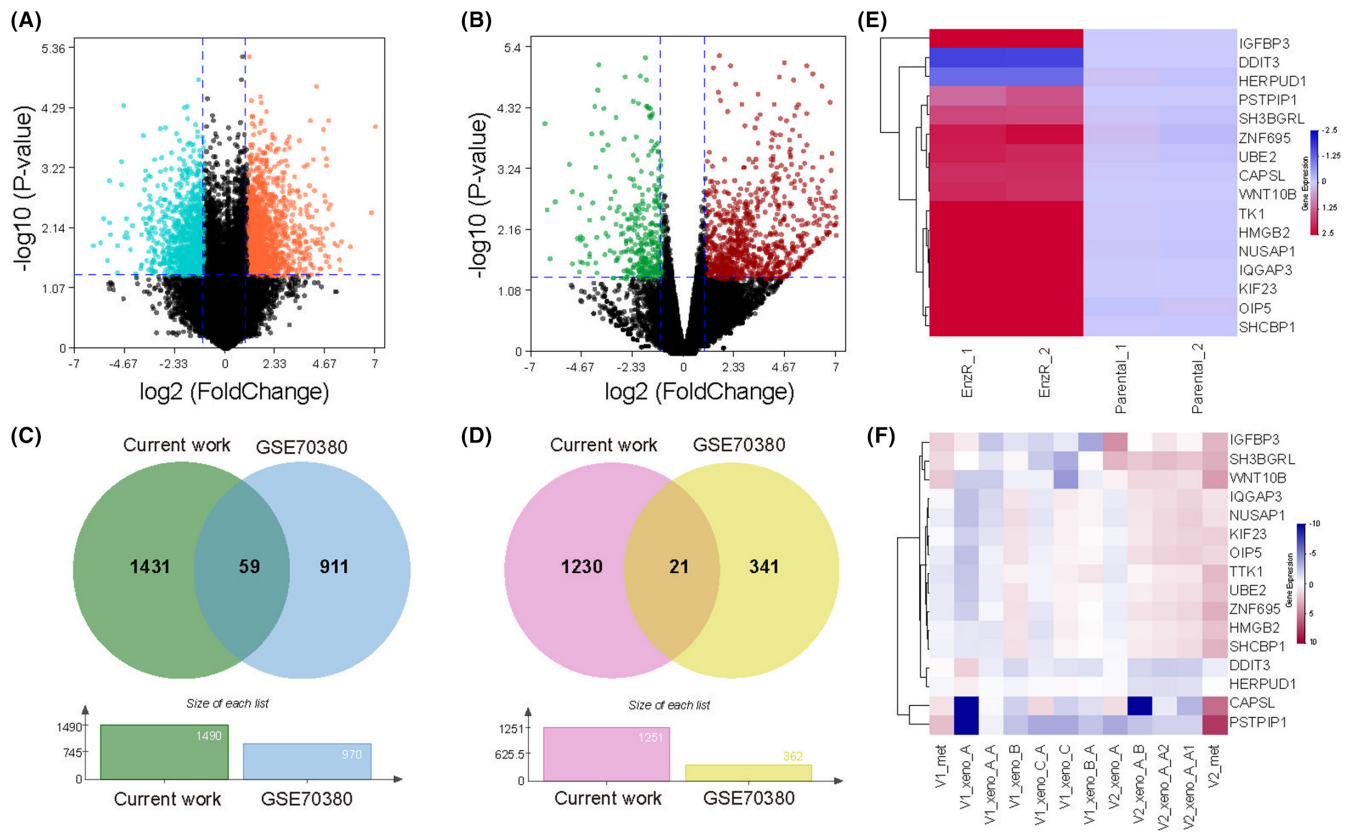 (A)
5.36
4.29
3.22
2.14
1.07
0
-7
-4.67
-2.33
0
2.33
4.67
7
-log10 (P-value)
log2 (FoldChange)
(B)
5.4
4.32
3.24
2.16
1.08
0
-7
-4.67
-2.33
0
2.33
4.67
7
-log10 (P-value)
log2 (FoldChange)
(E)
IGFBP3
DDIT3
HERPUD1
PSTPIP1
SH3BGRL
ZNF695
UBE2
CAPSL
WNT10B
TK1
HMGB2
NUSAP1
IQGAP3
KIF23
OIP5
SHCBP1
EnzR_1
EnzR_2
Parental_1
Parental_2
Gene Expression
-2.5
-1.25
0
1.25
2.5
(C)
Current work
GSE70380
1431
59
911
Size of each list
1490
745
0
1490
970
Current work
GSE70380
(D)
Current work
GSE70380
1230
21
341
Size of each list
1251
625.5
0
1251
362
Current work
GSE70380
(F)
IGFBP3
SH3BGRL
WNT10B
IQGAP3
NUSAP1
KIF23
OIP5
TTK1
UBE2
ZNF695
HMGB2
SHCBP1
DDIT3
HERPUD1
CAPSL
PSTPIP1
V1_met
V1_xeno_A
V1_xeno_A_A
V1_xeno_B
V1_xeno_C_A
V1_xeno_C
V1_xeno_B_A
V2_xeno_A
V2_xeno_A_B
V2_xeno_A_A2
V2_xeno_A_A1
V2_met
Gene Expression
-10
-5
0
5
10